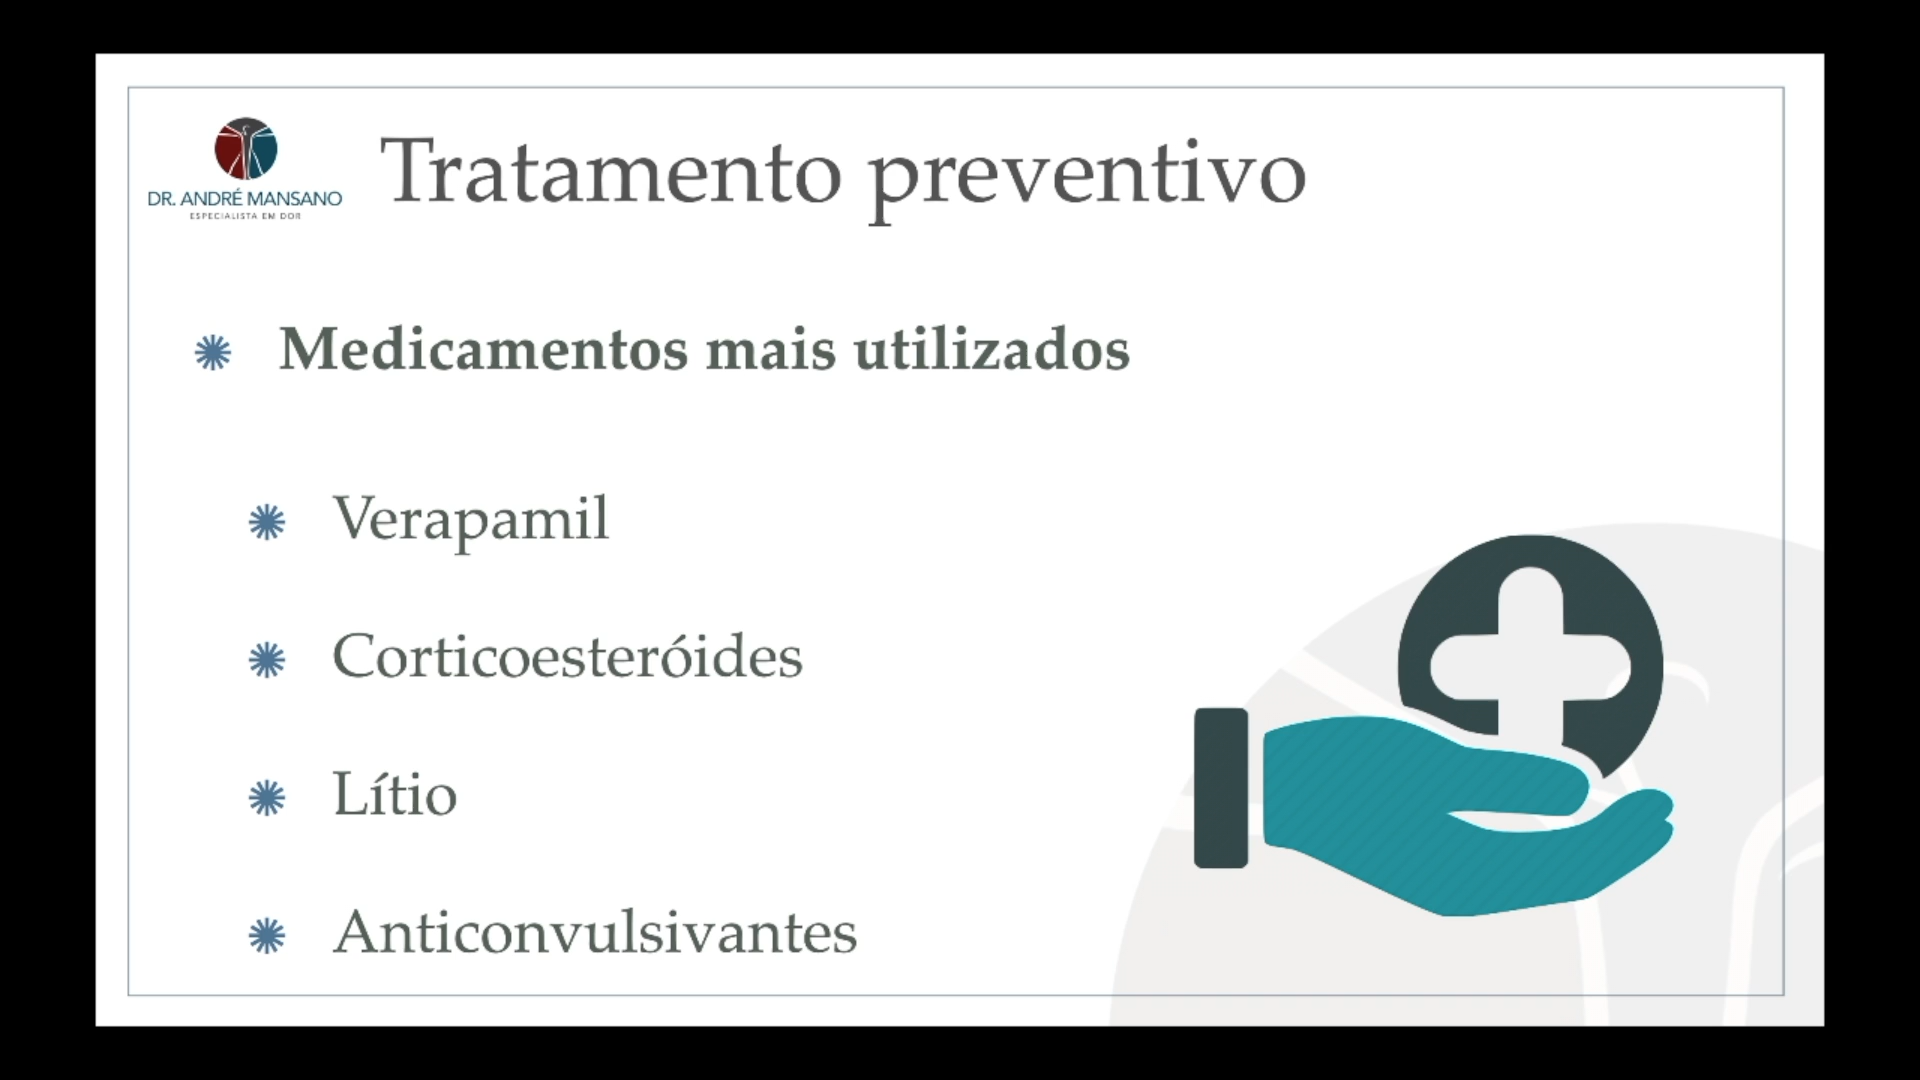 DR. ANDRÉ MANSANO
ESPECIALISTA EM DOR
Tratamento preventivo
Medicamentos mais utilizados
Verapamil
Corticoesteróides
Lítio
Anticonvulsivantes